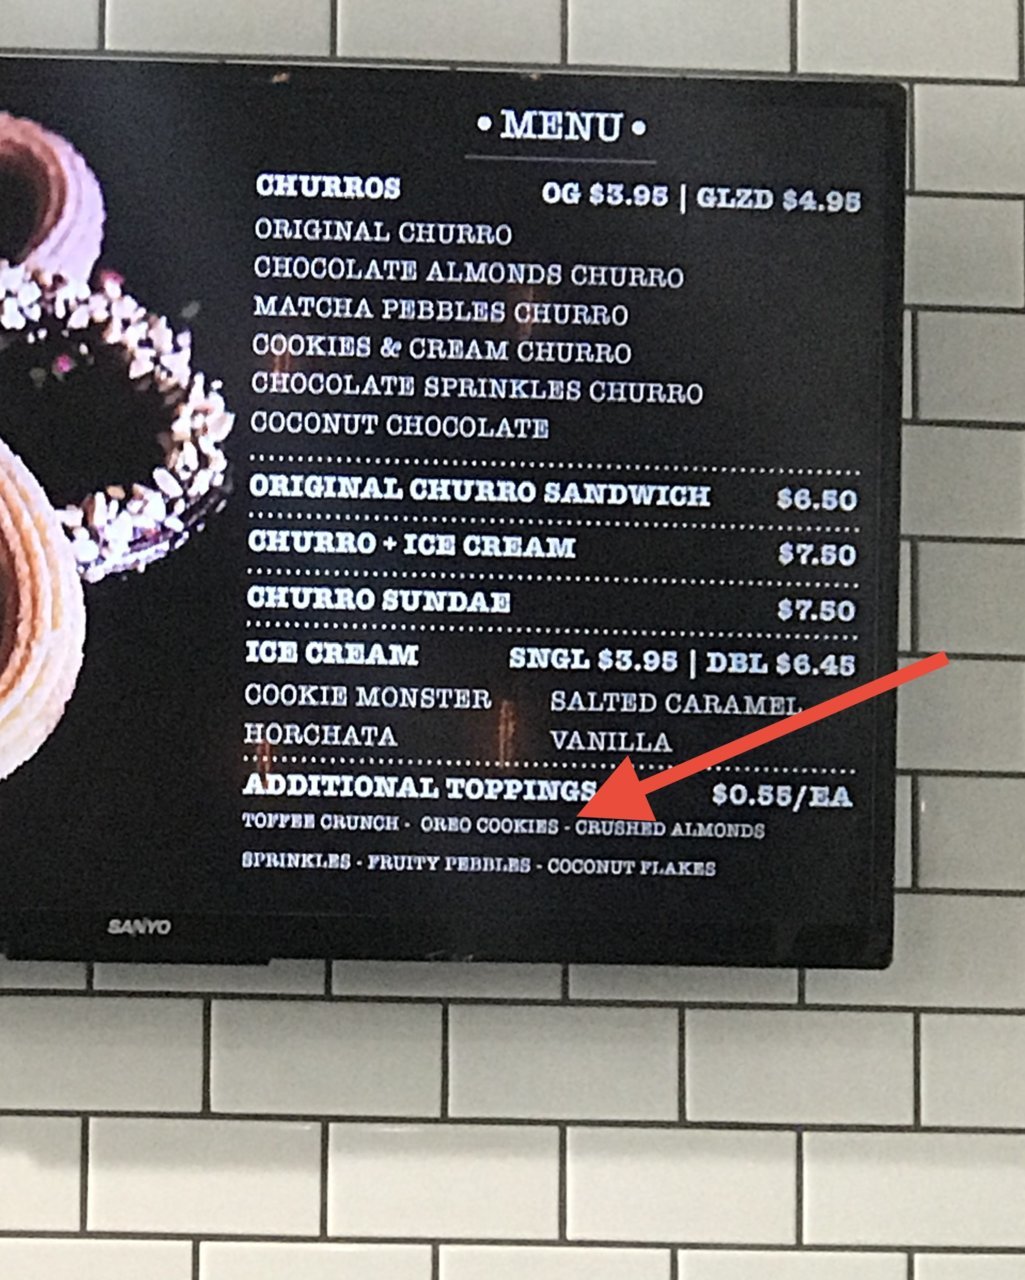 • MENU •
CHURROS OG $3.95 | GLZD $4.95
ORIGINAL CHURRO
CHOCOLATE ALMONDS CHURRO
MATCHA PEBBLES CHURRO
COOKIES & CREAM CHURRO
CHOCOLATE SPRINKLES CHURRO
COCONUT CHOCOLATE
ORIGINAL CHURRO SANDWICH $6.50
CHURRO + ICE CREAM $7.50
CHURRO SUNDAE $7.50
ICE CREAM SNGL $3.95 | DBL $6.45
COOKIE MONSTER SALTED CARAMEL
HORCHATA VANILLA
ADDITIONAL TOPPINGS $0.55/EA
TOFFEE CRUNCH - OREO COOKIES - CRUSHED ALMONDS
SPRINKLES - FRUITY PEBBLES - COCONUT FLAKES
SANYO